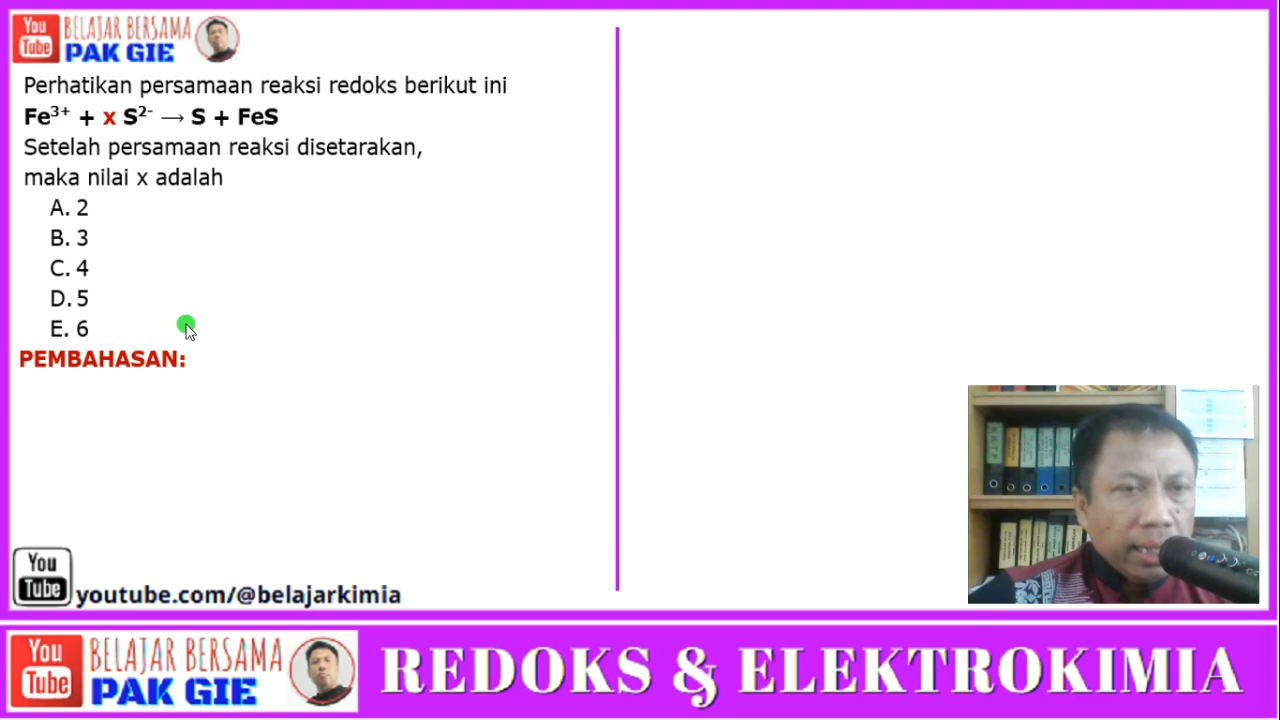 You
Tube
BELAJAR BERSAMA
PAK GIE
Perhatikan persamaan reaksi redoks berikut ini
Fe³⁺ + x S²⁻ → S + FeS
Setelah persamaan reaksi disetarakan,
maka nilai x adalah
A. 2
B. 3
C. 4
D. 5
E. 6
PEMBAHASAN:
You
Tube
youtube.com/@belajarkimia
You
Tube
BELAJAR BERSAMA
PAK GIE
REDOKS & ELEKTROKIMIA